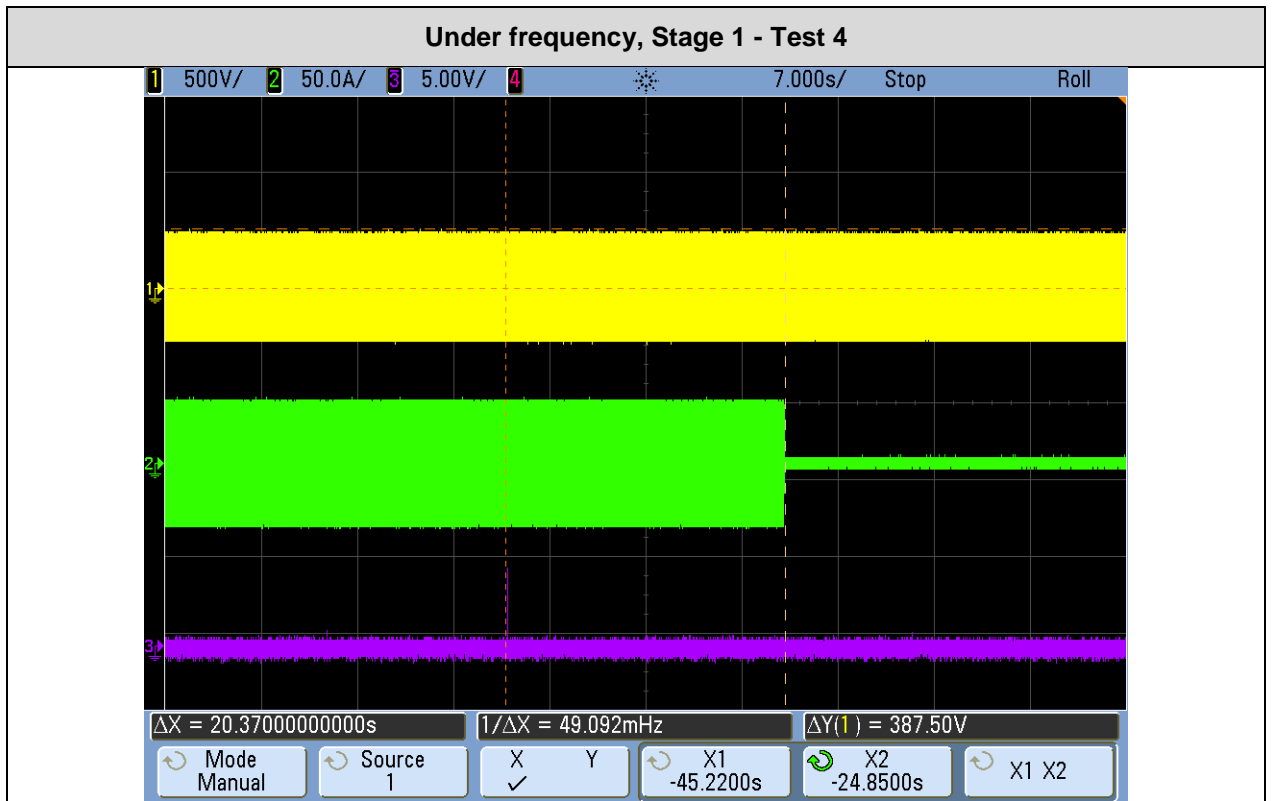 Under frequency, Stage 1 - Test 4
1 500V/ 2 50.0A/ 3 5.00V/ 4 7.000s/ Stop Roll
1
2
3
ΔX = 20.37000000000s 1/ΔX = 49.092mHz ΔY(1) = 387.50V
Mode Source X Y X1 X2 X1 X2
Manual 1 ✓ -45.2200s -24.8500s